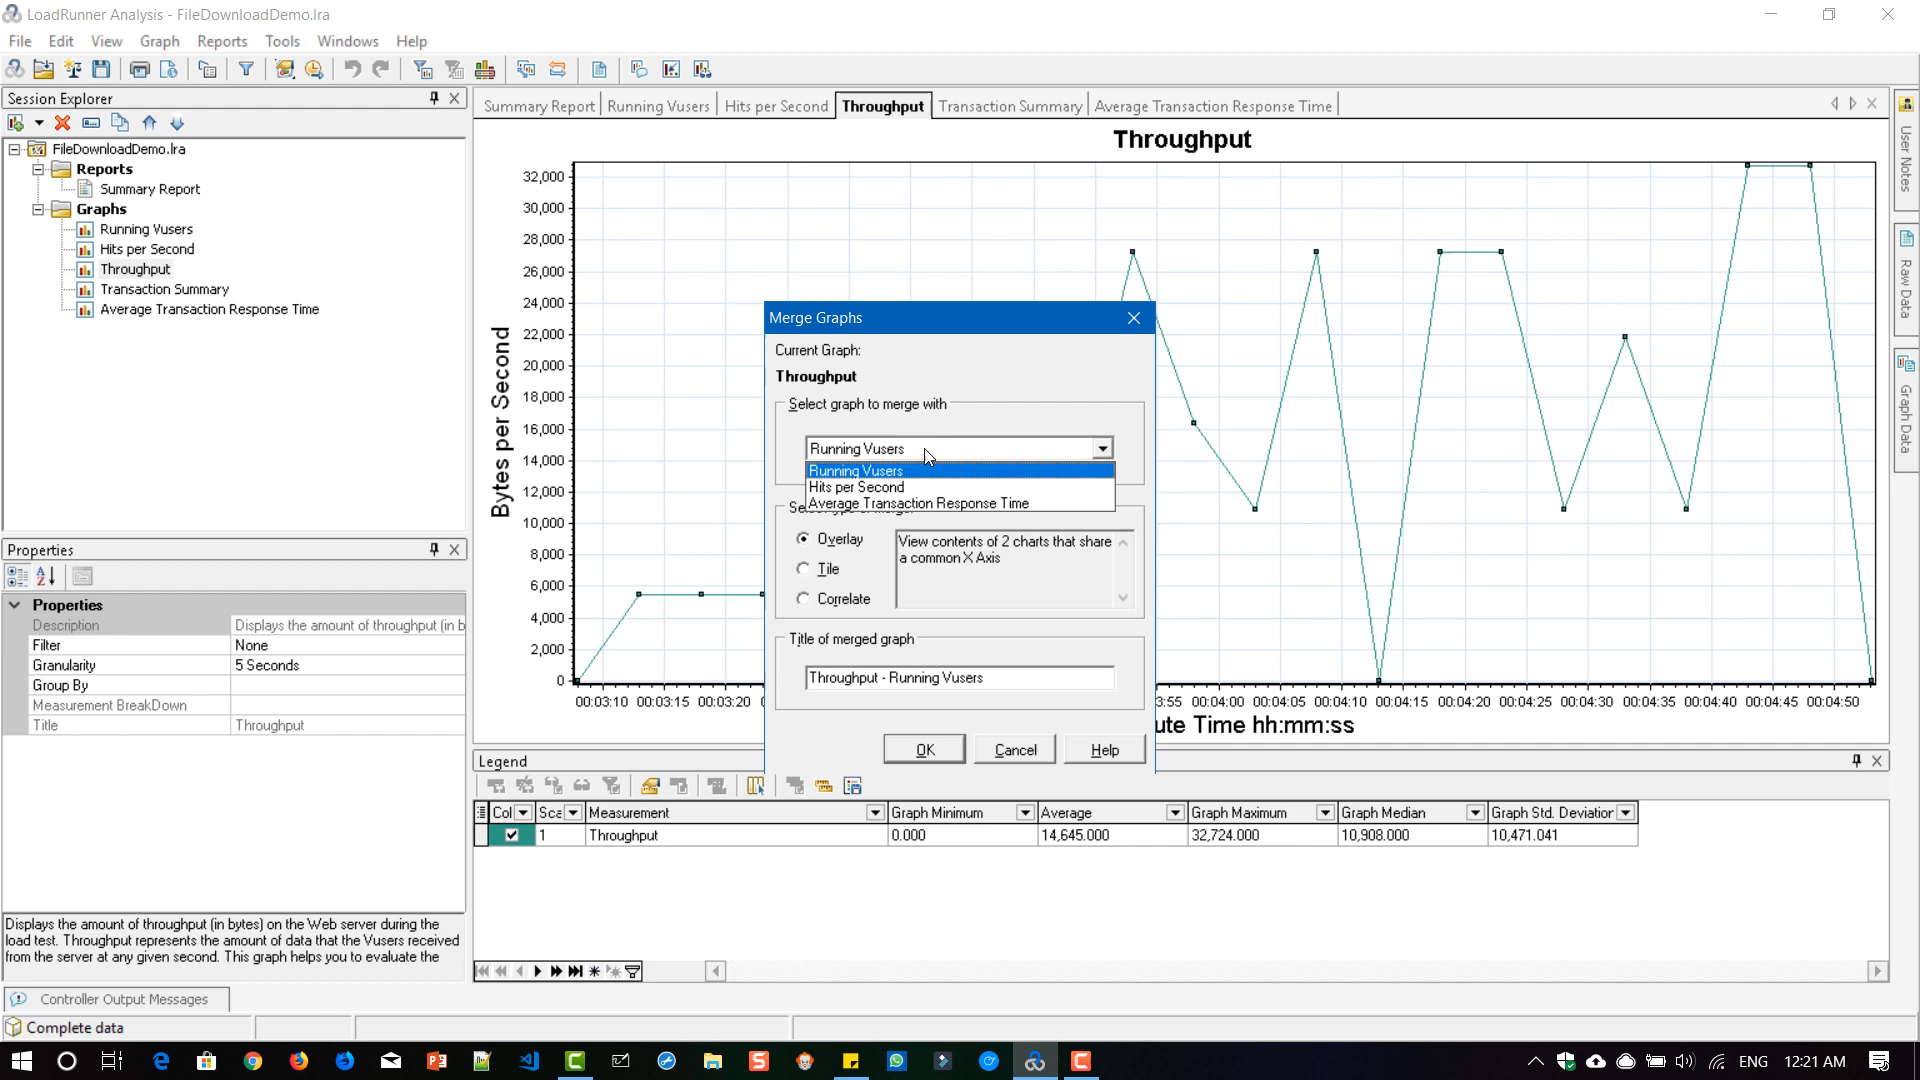 LoadRunner Analysis - FileDownloadDemo.lra
File Edit View Graph Reports Tools Windows Help
Session Explorer
FileDownloadDemo.lra
Reports
Summary Report
Graphs
Running Vusers
Hits per Second
Throughput
Transaction Summary
Average Transaction Response Time
Properties
Properties
Description Displays the amount of throughput (in b
Filter None
Granularity 5 Seconds
Group By
Measurement BreakDown
Title Throughput
Displays the amount of throughput (in bytes) on the Web server during the
load test. Throughput represents the amount of data that the Vusers received
from the server at any given second. This graph helps you to evaluate the
Summary Report Running Vusers Hits per Second Throughput Transaction Summary Average Transaction Response Time
Throughput
Bytes per Second
32,000
30,000
28,000
26,000
24,000
22,000
20,000
18,000
16,000
14,000
12,000
10,000
8,000
6,000
4,000
2,000
0
00:03:10 00:03:15 00:03:20 3:55 00:04:00 00:04:05 00:04:10 00:04:15 00:04:20 00:04:25 00:04:30 00:04:35 00:04:40 00:04:45 00:04:50
ute Time hh:mm:ss
Merge Graphs
Current Graph:
Throughput
Select graph to merge with
Running Vusers
Running Vusers
Hits per Second
Average Transaction Response Time
Overlay
Tile
Correlate
View contents of 2 charts that share
a common X Axis
Title of merged graph
Throughput - Running Vusers
OK Cancel Help
Legend
Col Sca Measurement Graph Minimum Average Graph Maximum Graph Median Graph Std. Deviation
1 Throughput 0.000 14,645.000 32,724.000 10,908.000 10,471.041
User Notes
Raw Data
Graph Data
Controller Output Messages
Complete data
ENG 12:21 AM